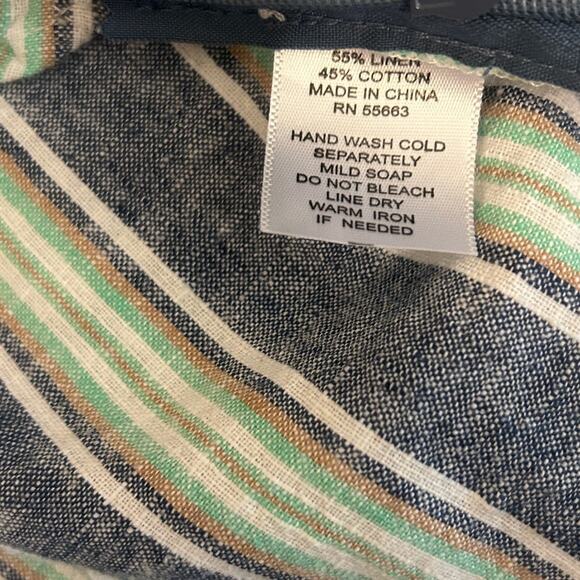 55% LINEN
45% COTTON
MADE IN CHINA
RN 55663
HAND WASH COLD
SEPARATELY
MILD SOAP
DO NOT BLEACH
LINE DRY
WARM IRON
IF NEEDED